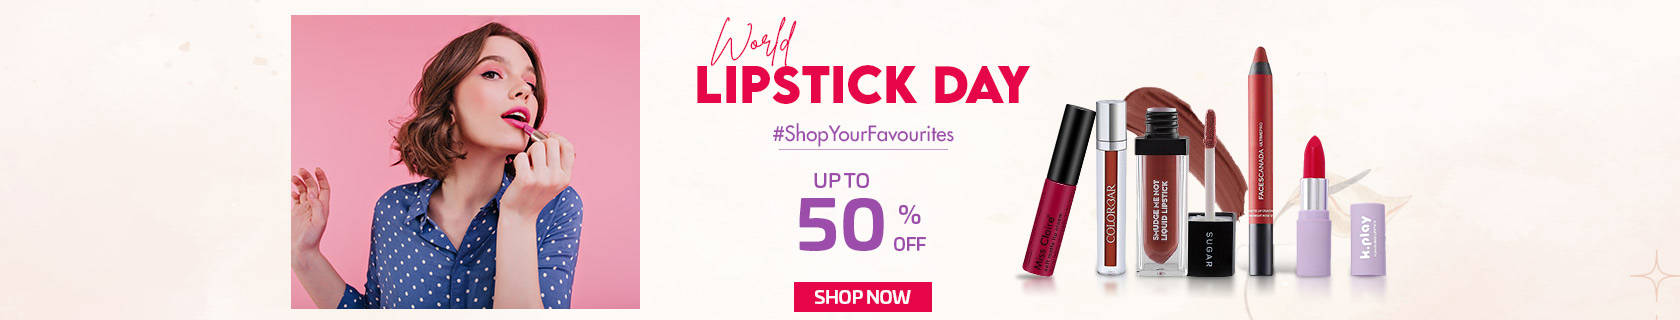 World
LIPSTICK DAY
#ShopYourFavourites
UP TO
50 %
OFF
SHOP NOW
Miss Claire
COLORBAR
SMUDGE ME NOT
LIQUID LIPSTICK
SUGAR
FACESCANADA ULTIMEPRO
k.play